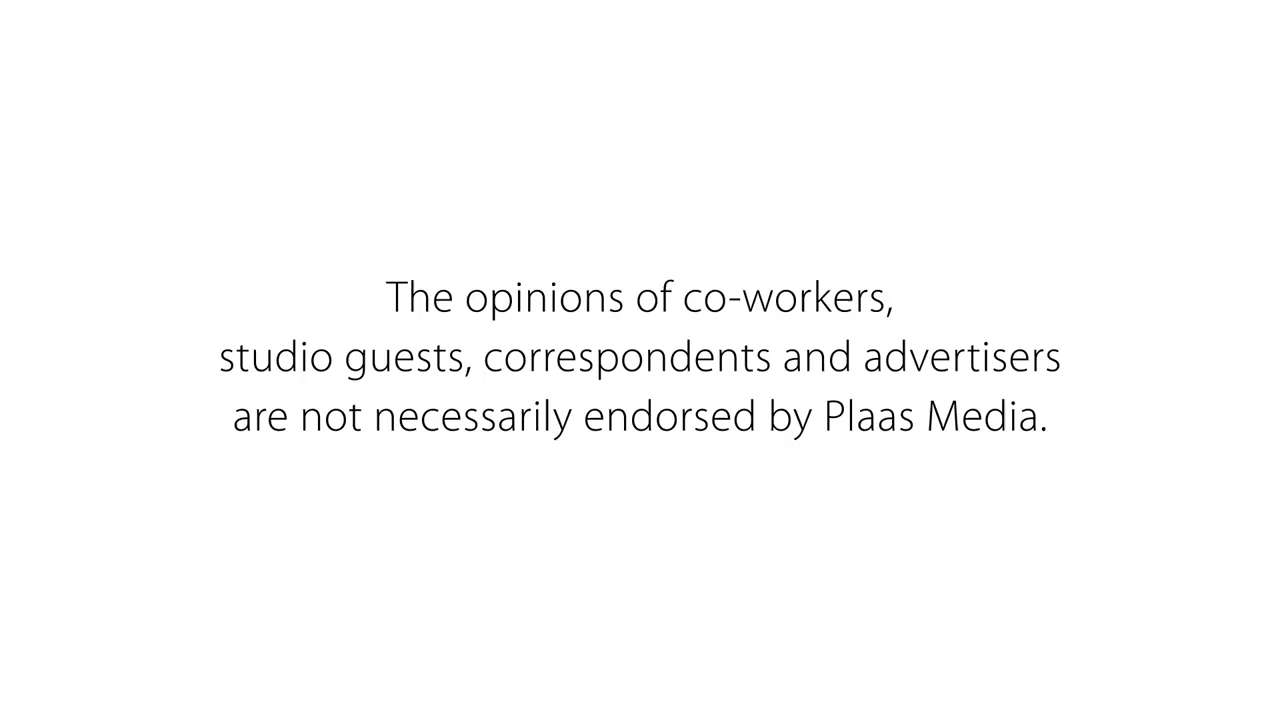 The opinions of co-workers,
studio guests, correspondents and advertisers
are not necessarily endorsed by Plaas Media.